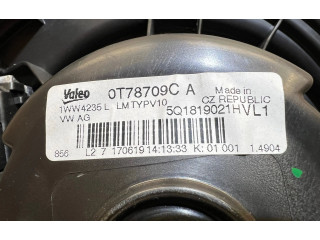 Valeo 0T78709C A Made in
1WW4235 L LMTYPV10 CZ REPUBLIC
VW AG 5Q1819021HVL1
856 L2 7 170619 14:13:33 K: 01 001 1.4904